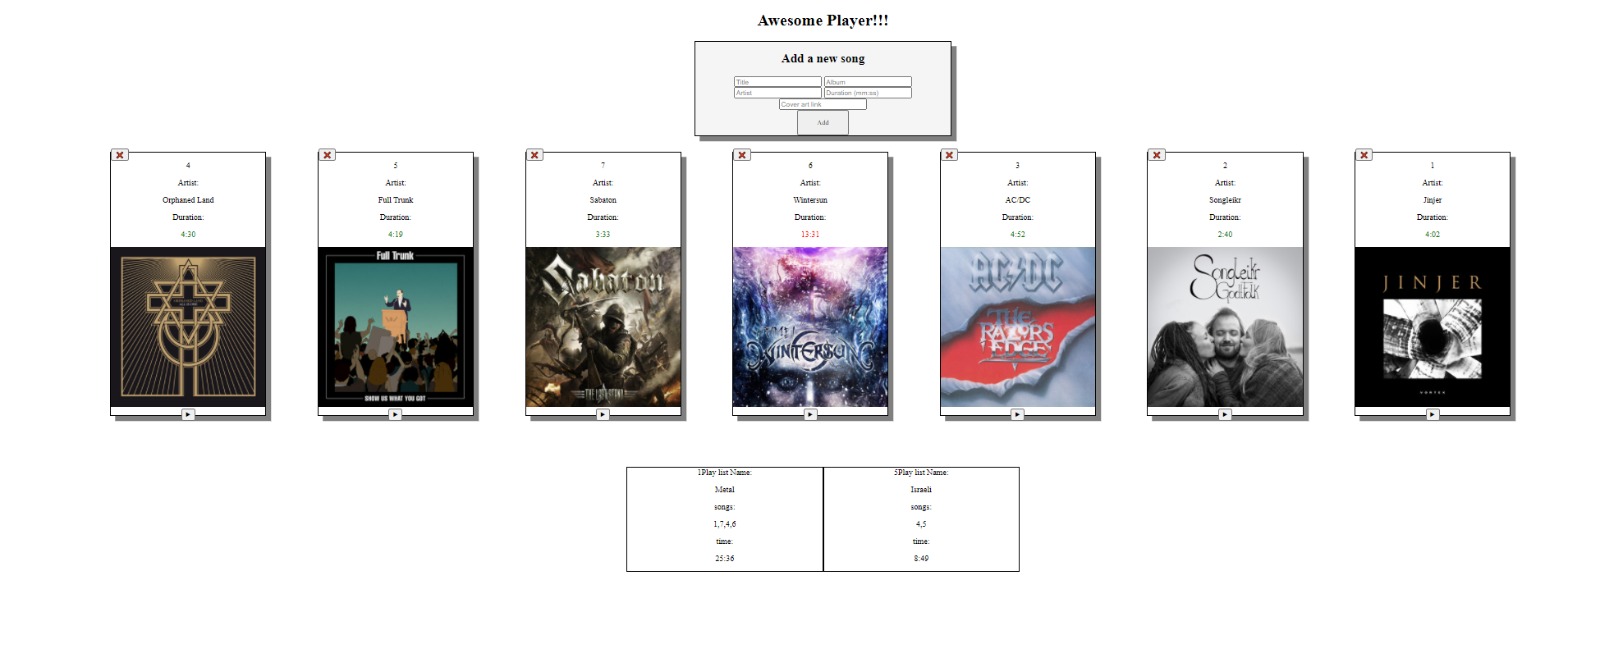 Awesome Player!!!
Add a new song
Title Album
Artist Duration (mm:ss)
Cover art link
Add
4
Artist:
Orphaned Land
Duration:
4:30
5
Artist:
Full Trunk
Duration:
4:19
Full Trunk
SHOW US WHAT YOU GOT
7
Artist:
Sabaton
Duration:
3:33
Sabaton
THE LAST STAND
6
Artist:
Wintersun
Duration:
13:31
TIME I
WINTERSUN
3
Artist:
AC/DC
Duration:
4:52
AC/DC
THE
RAZORS
EDGE
2
Artist:
Songleikr
Duration:
2:40
Songleikr
1
Artist:
Jinjer
Duration:
4:02
JINJER
VORTEX
1Play list Name:
Metal
songs:
1,7,4,6
time:
25:36
5Play list Name:
Israeli
songs:
4,5
time:
8:49